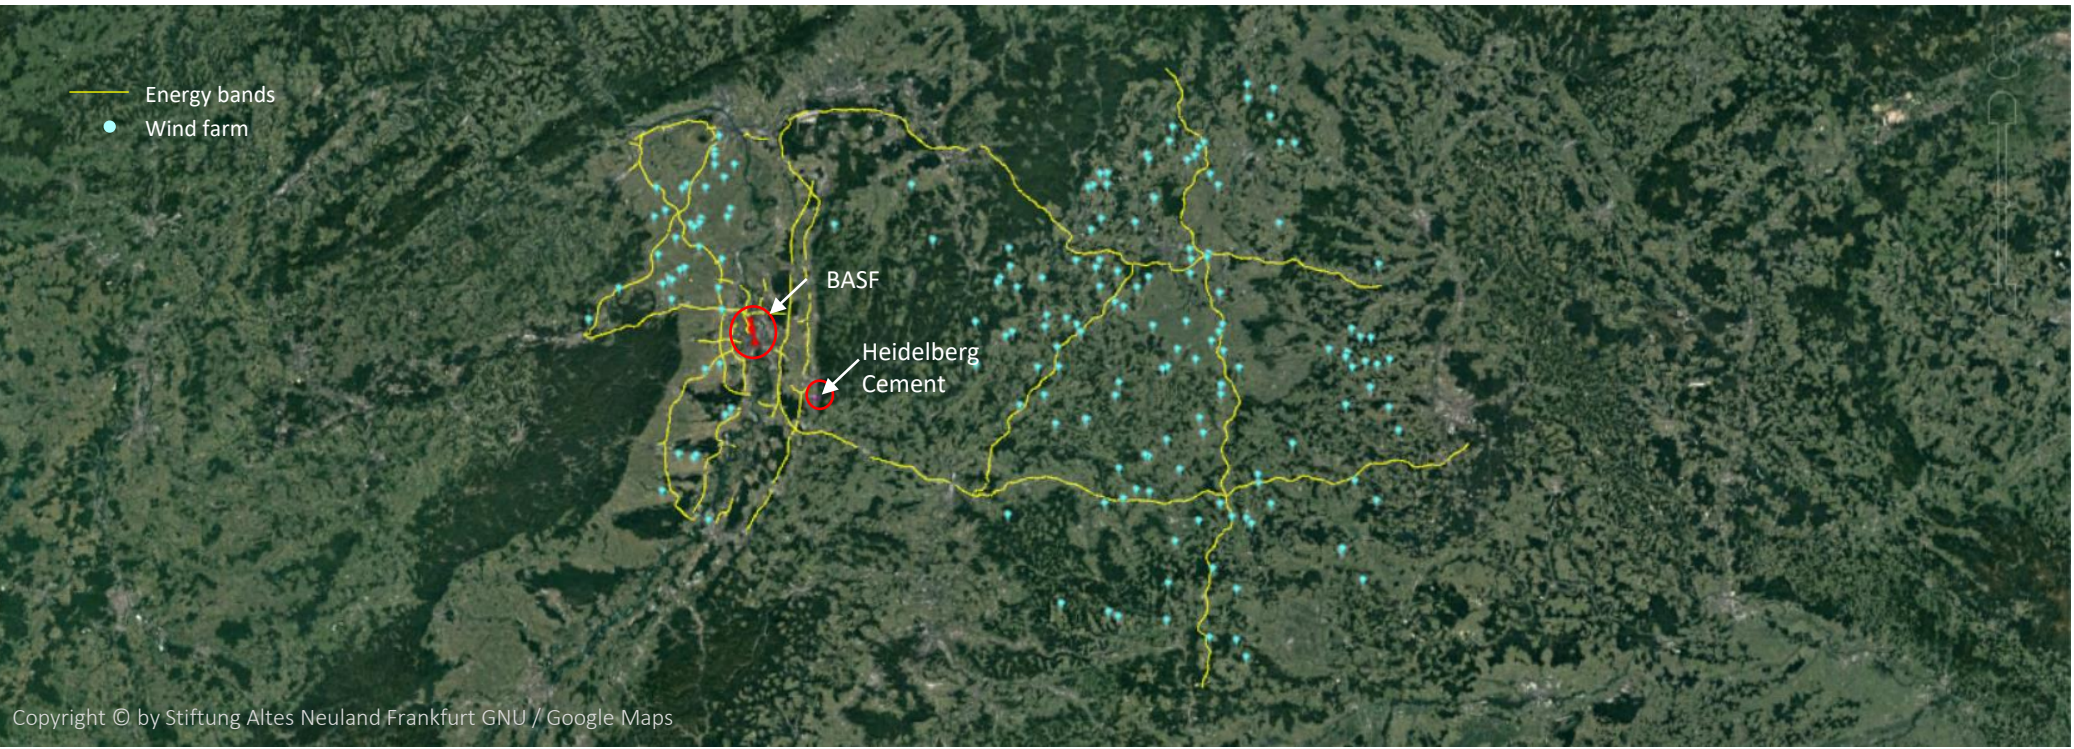 Energy bands
Wind farm
BASF
Heidelberg
Cement
Copyright © by Stiftung Altes Neuland Frankfurt GNU / Google Maps